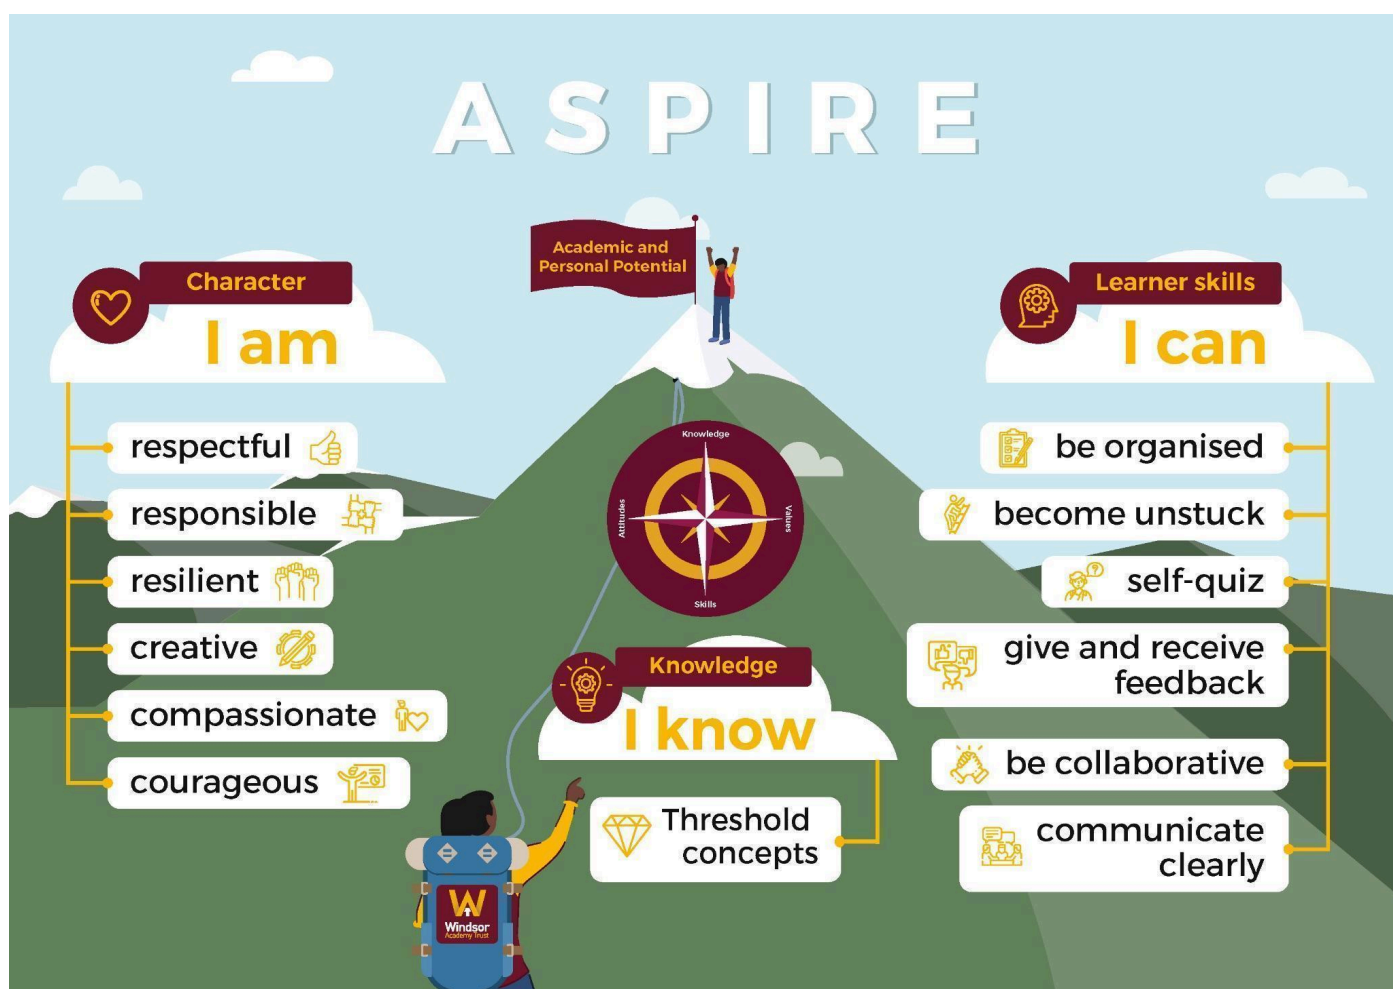 ASPIRE
Academic and
Personal Potential
Character
I am
respectful
responsible
resilient
creative
compassionate
courageous
Knowledge
Attitudes
Values
Skills
Knowledge
I know
Threshold
concepts
Learner skills
I can
be organised
become unstuck
self-quiz
give and receive
feedback
be collaborative
communicate
clearly
Windsor
Academy Trust